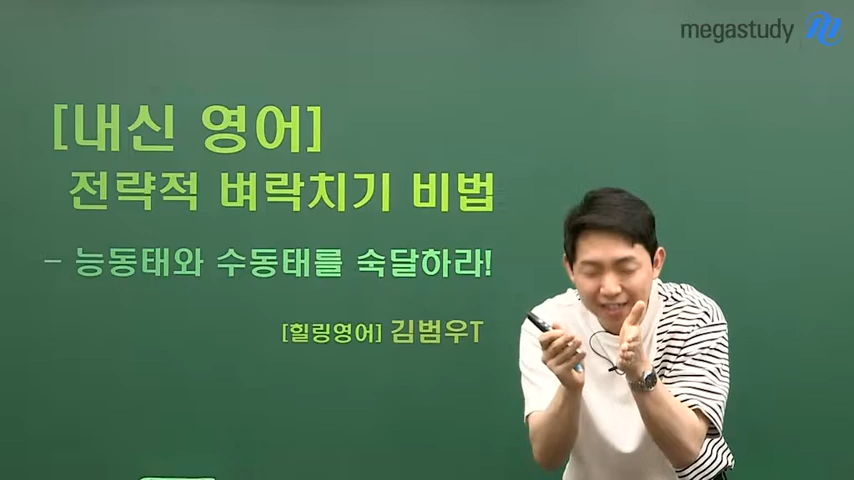 megastudy
[내신 영어]
전략적 벼락치기 비법
- 능동태와 수동태를 숙달하라!
[힐링영어] 김범우T